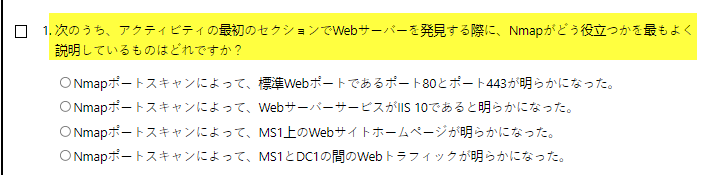 1. 次のうち、アクティビティの最初のセクションでWebサーバーを発見する際に、Nmapがどう役立つかを最もよく
説明しているものはどれですか？
Nmapポートスキャンによって、標準Webポートであるポート80とポート443が明らかになった。
Nmapポートスキャンによって、WebサーバーサービスがIIS 10であると明らかになった。
Nmapポートスキャンによって、MS1上のWebサイトホームページが明らかになった。
Nmapポートスキャンによって、MS1とDC1の間のWebトラフィックが明らかになった。